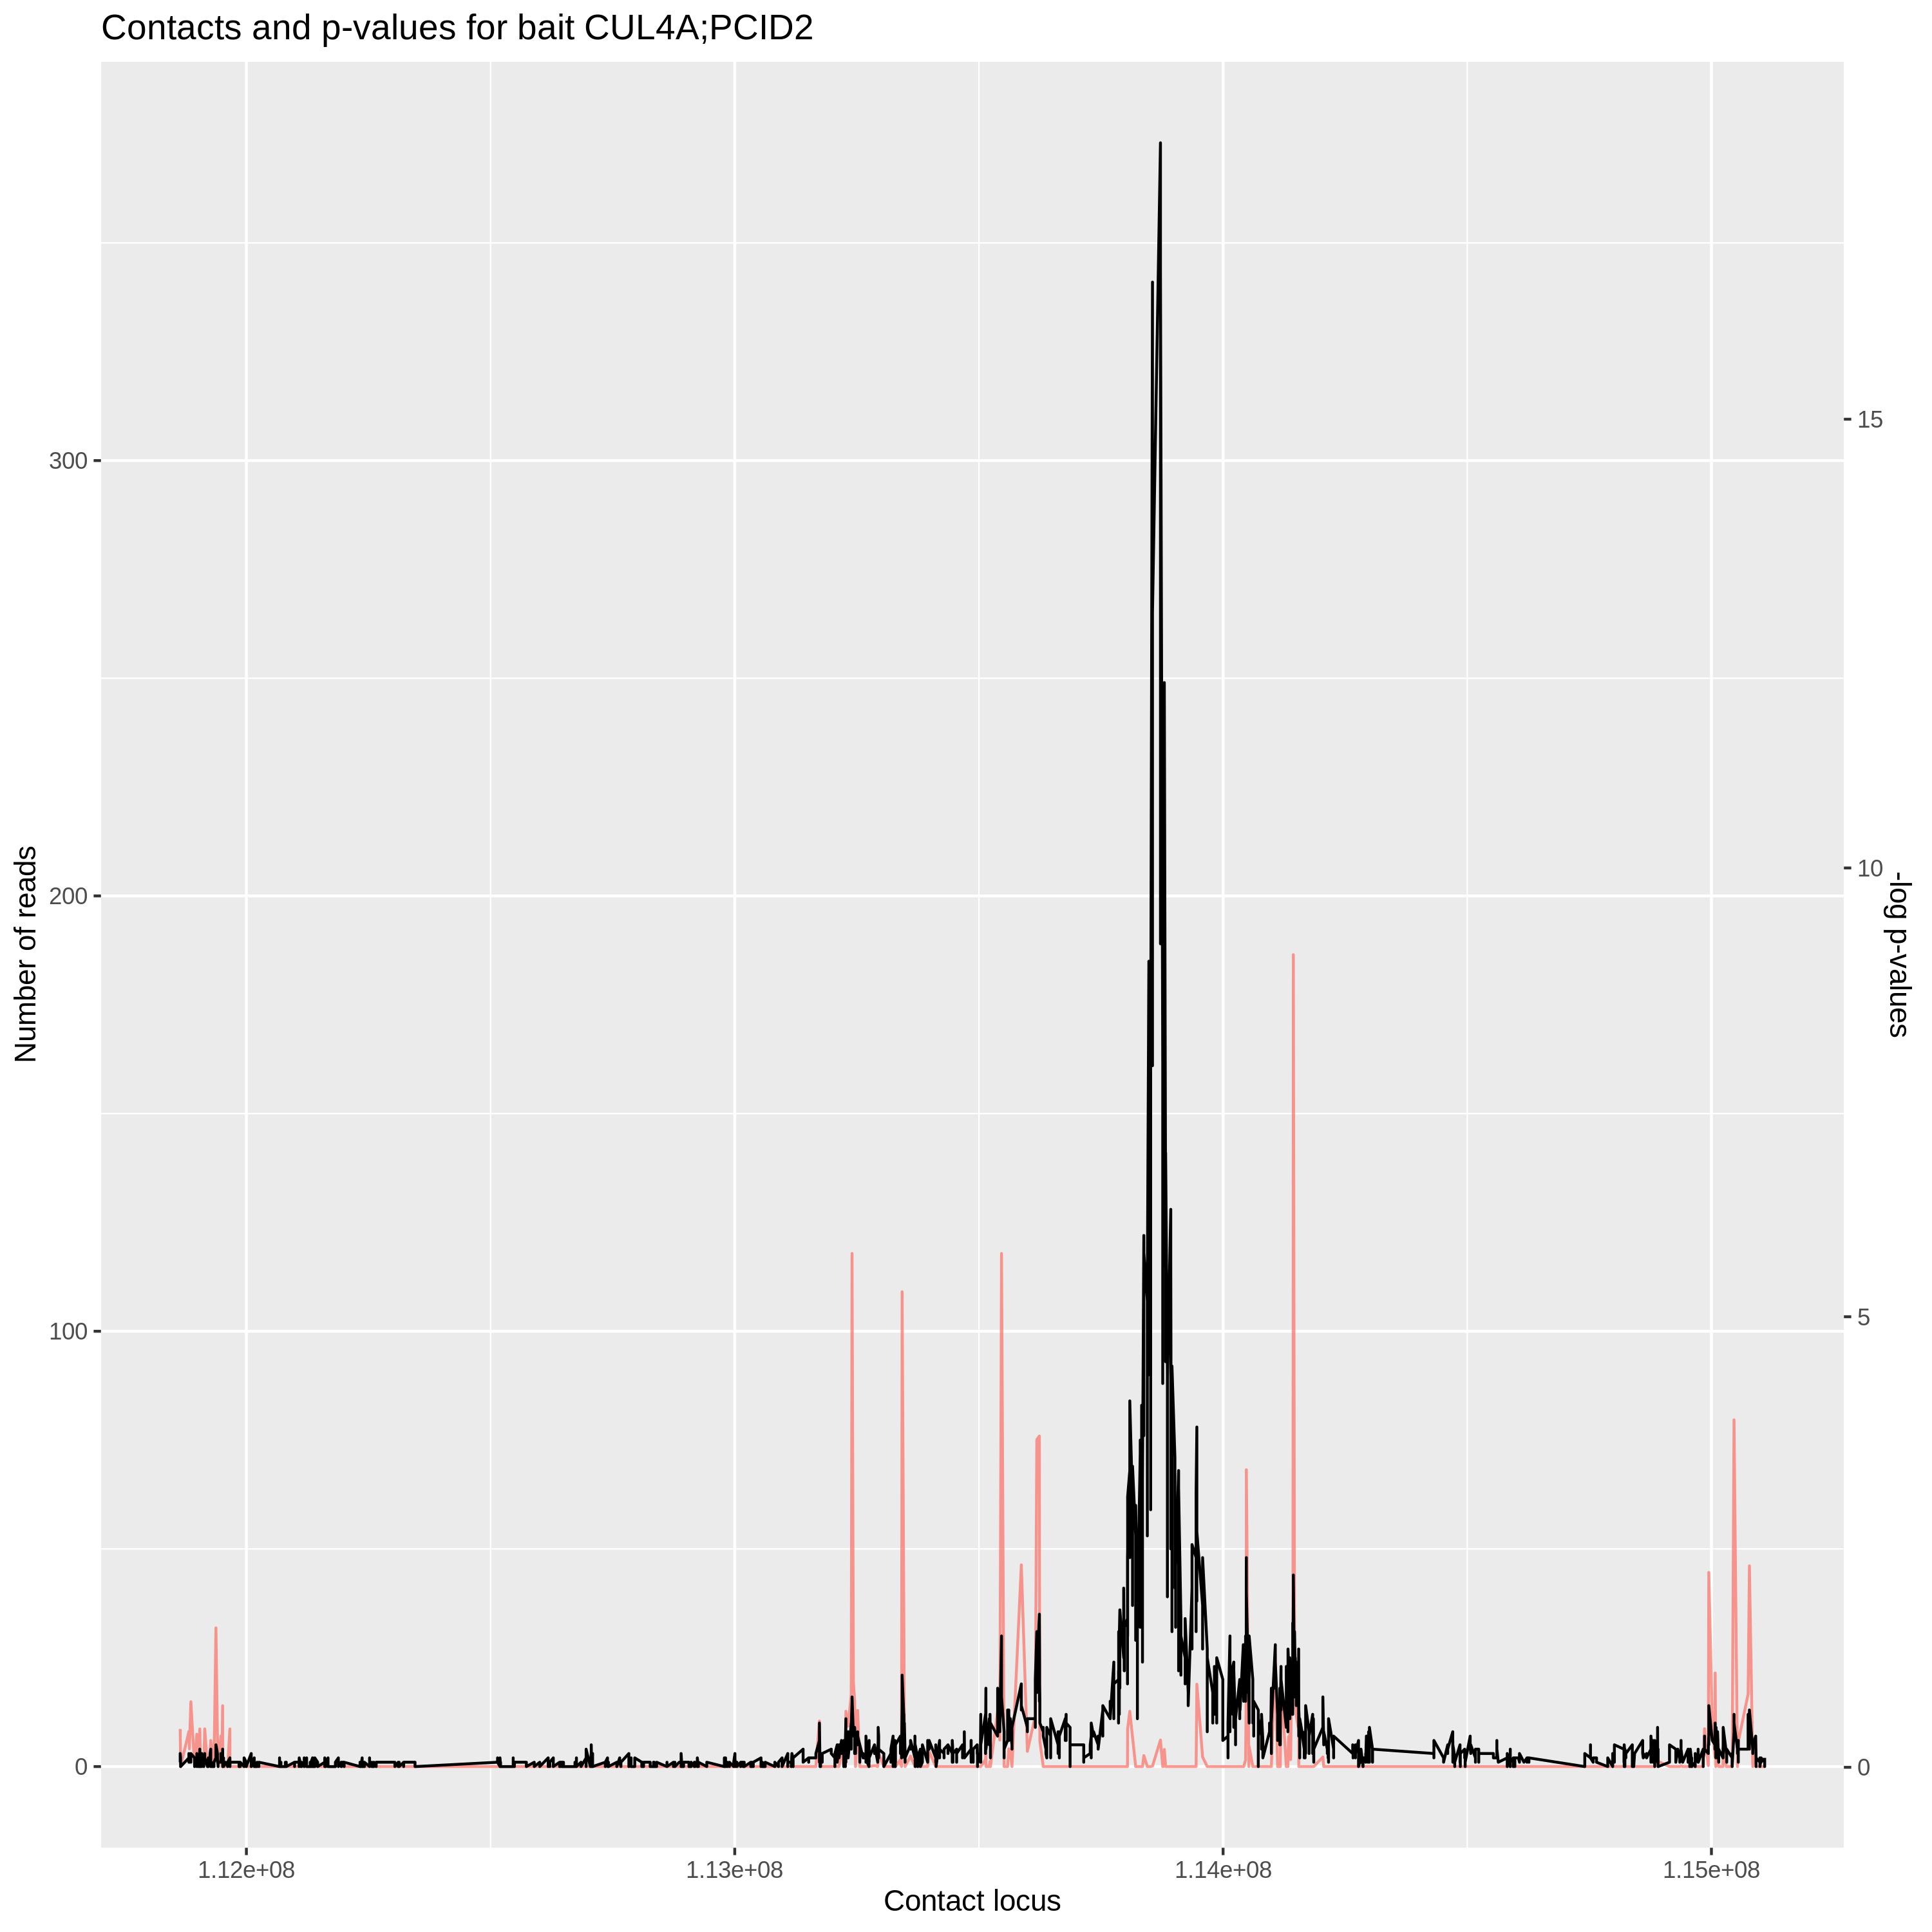 Contacts and p-values for bait CUL4A;PCID2
Number of reads
300
200
100
0
15
10
5
0
-log p-values
1.12e+08 1.13e+08 1.14e+08 1.15e+08
Contact locus